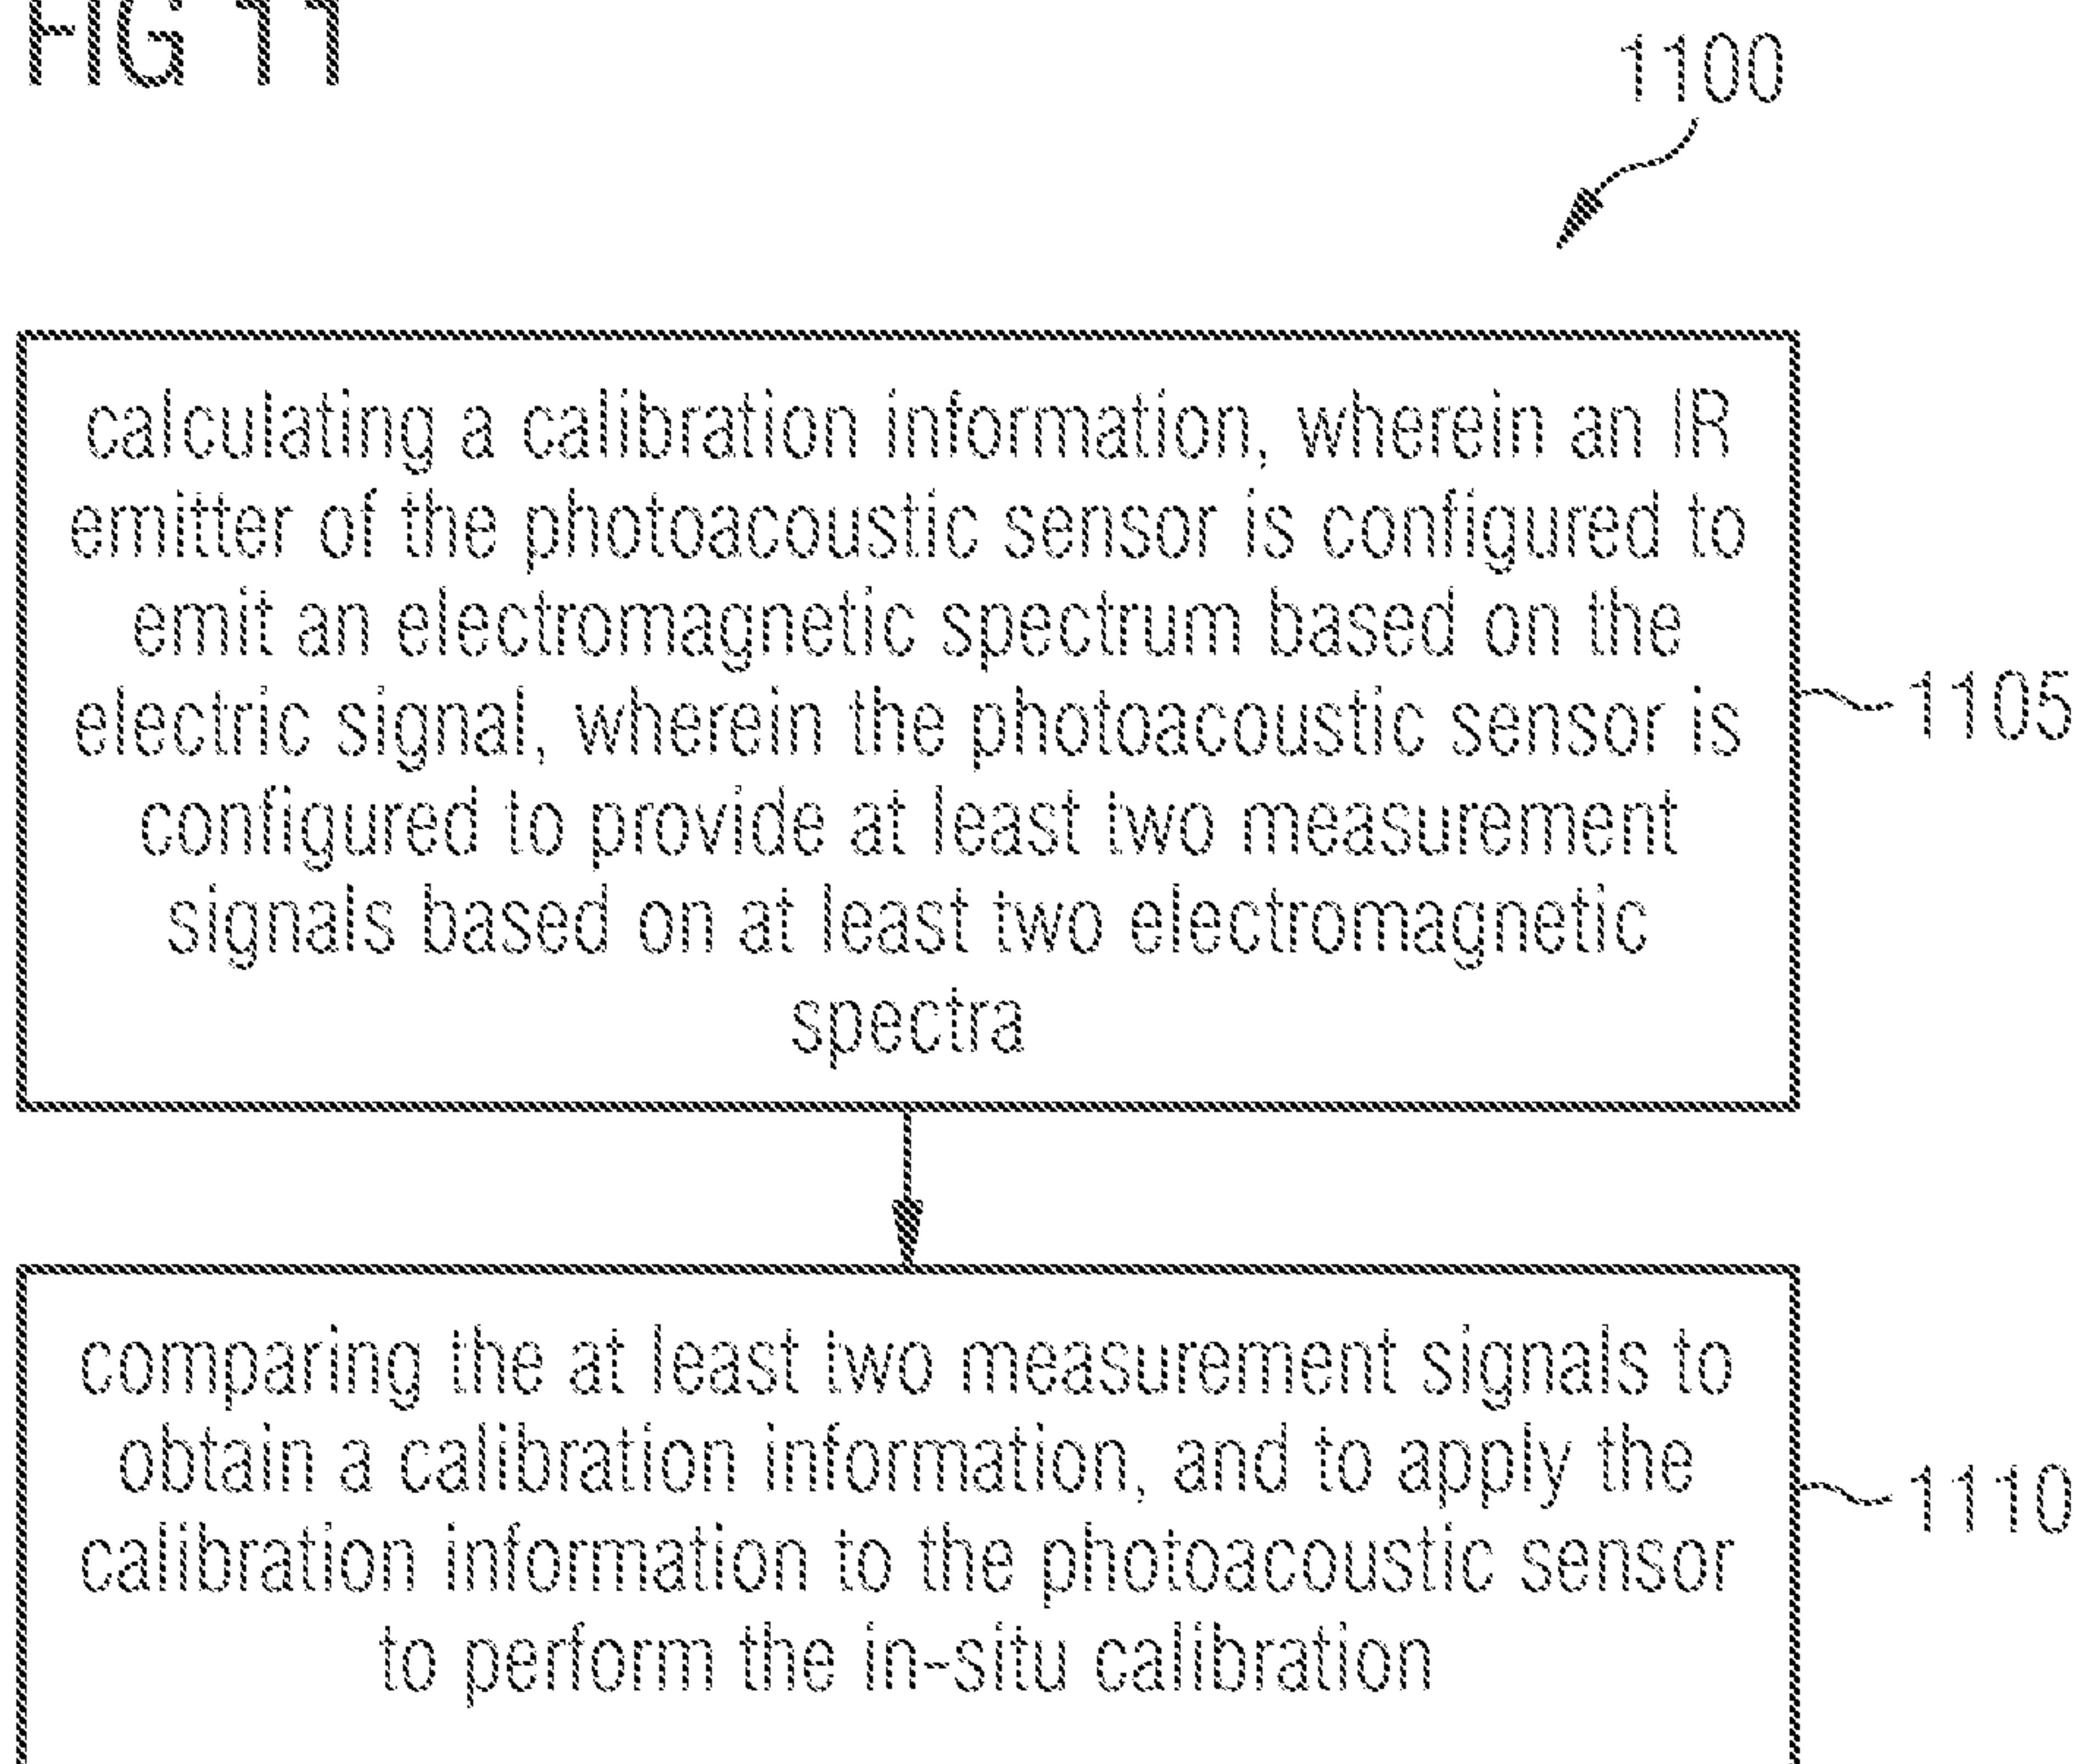 FIG 11
1100
calculating a calibration information, wherein an IR
emitter of the photoacoustic sensor is configured to
emit an electromagnetic spectrum based on the
electric signal, wherein the photoacoustic sensor is
configured to provide at least two measurement
signals based on at least two electromagnetic
spectra
1105
comparing the at least two measurement signals to
obtain a calibration information, and to apply the
calibration information to the photoacoustic sensor
to perform the in-situ calibration
1110